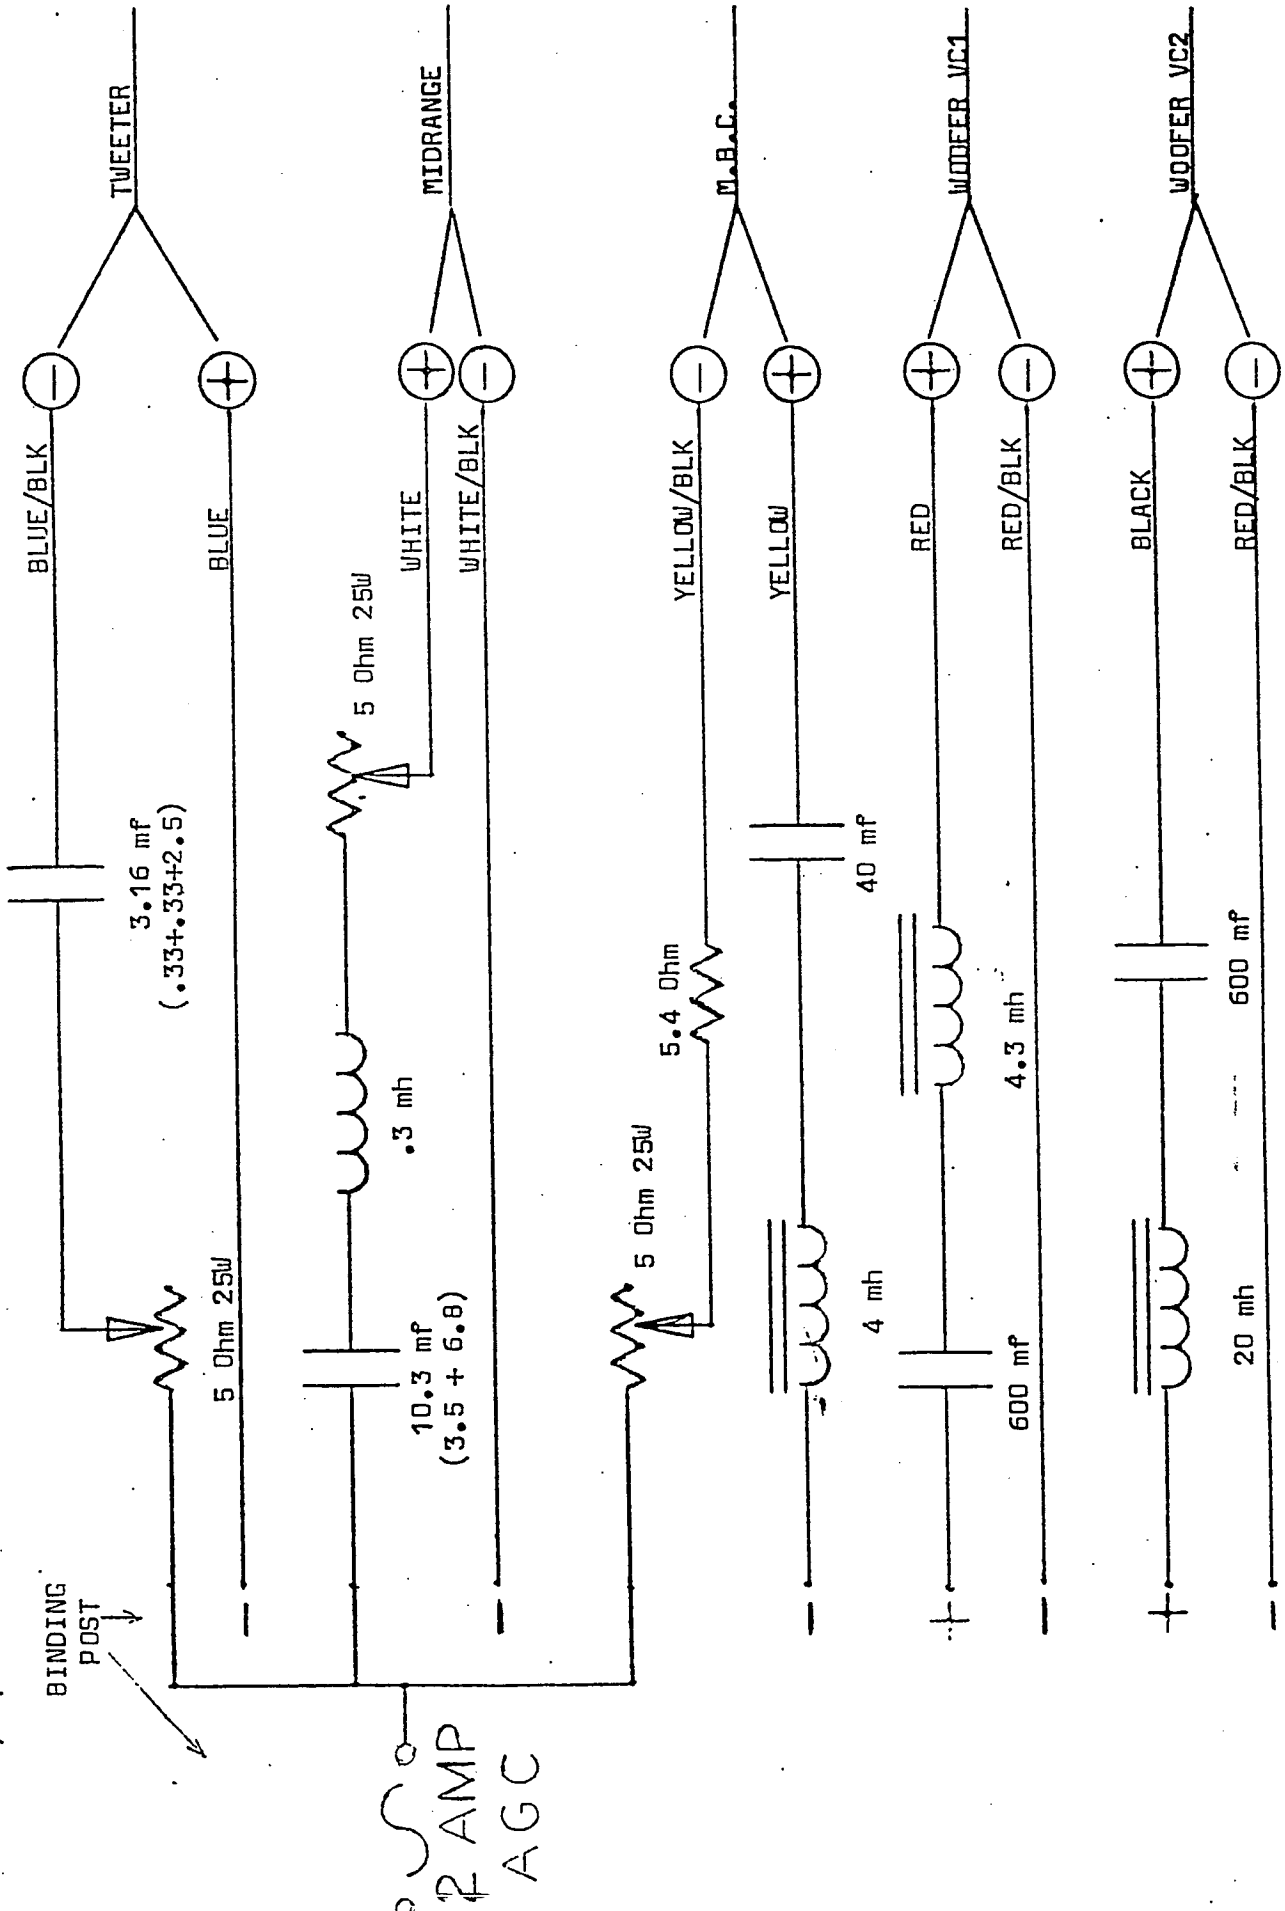 TWEETER
MIDRANGE
M.B.C.
WOOFER VC1
WOOFER VC2
BLUE/BLK
BLUE
WHITE
WHITE/BLK
YELLOW/BLK
YELLOW
RED
RED/BLK
BLACK
RED/BLK
3.16 mf
(.33+.33+2.5)
5 Ohm 25W
5 Ohm 25W
.3 mh
10.3 mf
(3.5 + 6.8)
5.4 Ohm
5 Ohm 25W
40 mf
4 mh
4.3 mh
600 mf
600 mf
20 mh
BINDING
POST
2 AMP
AGC